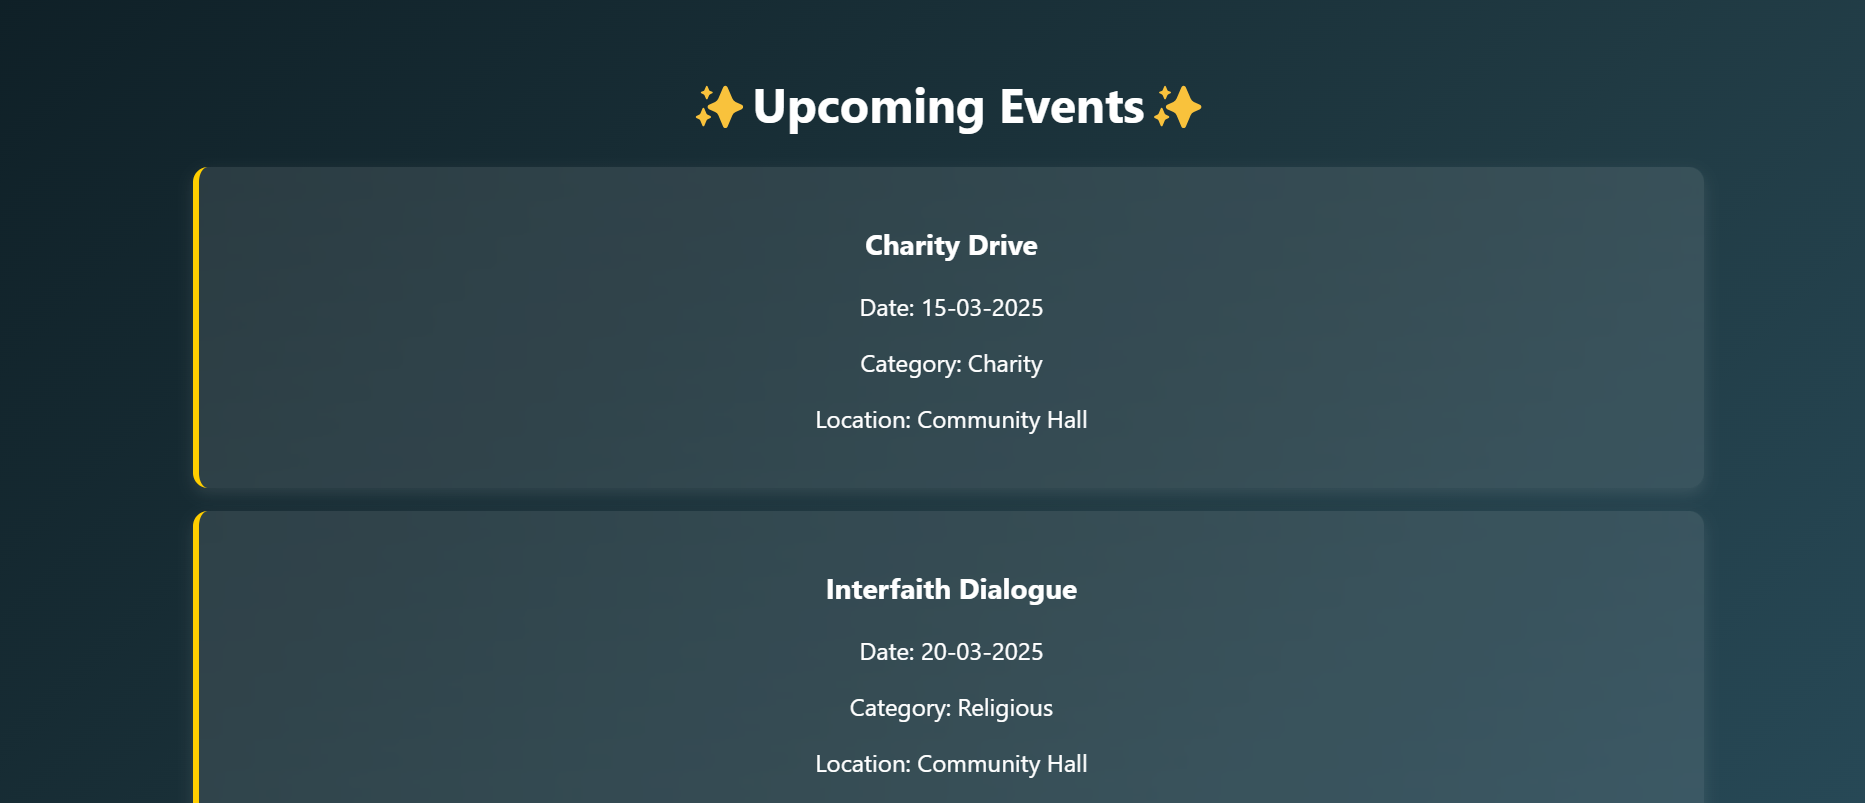 ✨ Upcoming Events ✨
Charity Drive
Date: 15-03-2025
Category: Charity
Location: Community Hall
Interfaith Dialogue
Date: 20-03-2025
Category: Religious
Location: Community Hall